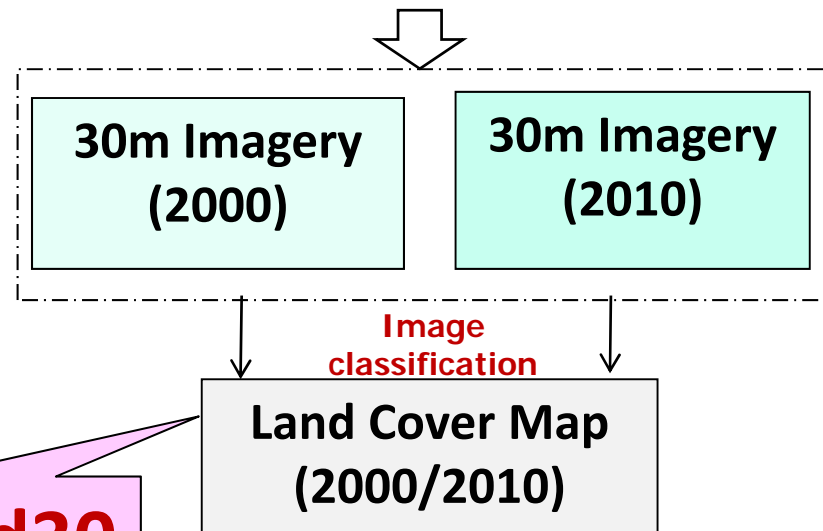 30m Imagery
(2000)
30m Imagery
(2010)
Image
classification
Land Cover Map
(2000/2010)